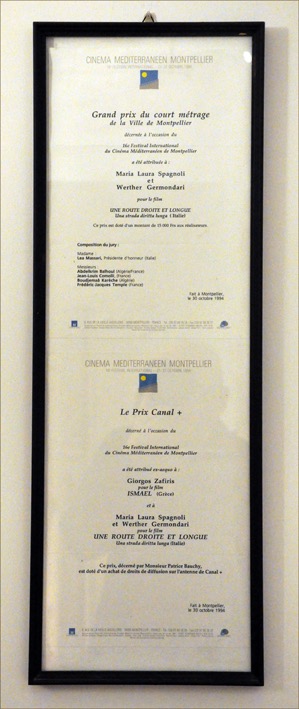 CINEMA MEDITERRANEEN MONTPELLIER
Grand prix du court métrage
de la Ville de Montpellier
décernée à l'occasion du
16e Festival International
du Cinéma Méditerranéen de Montpellier
a été attribuée à :
Maria Laura Spagnoli
et
Werther Germondari
pour le film
UNE ROUTE DROITE ET LONGUE
Una strada diritta lunga ( Italie)
Ce prix est doté d'un montant de 15.000 frs aux réalisateurs.
Composition du jury :
Madame :
Lea Massari, Présidente d'honneur (Italie)
Messieurs :
Abdelkrim Balhoul (Algérie/France)
Jean-Louis Comolli, (France)
Boudjemaâ Karèche (Algérie)
Frédéric-Jacques Temple (France)
Fait à Montpellier,
le 30 octobre 1994
CINEMA MEDITERRANEEN MONTPELLIER
Le Prix Canal +
décerné à l'occasion du
16e Festival International
du Cinéma Méditerranéen de Montpellier
a été attribué ex-æquo à :
Giorgos Zafiris
pour le film
ISMAEL (Grèce)
et à
Maria Laura Spagnoli
et Werther Germondari
pour le film
UNE ROUTE DROITE ET LONGUE
Una strada diritta lunga (Italie)
Ce prix, décerné par Monsieur Patrice Bauchy,
est doté d'un achat de droits de diffusion sur l'antenne de Canal +
Fait à Montpellier,
le 30 octobre 1994